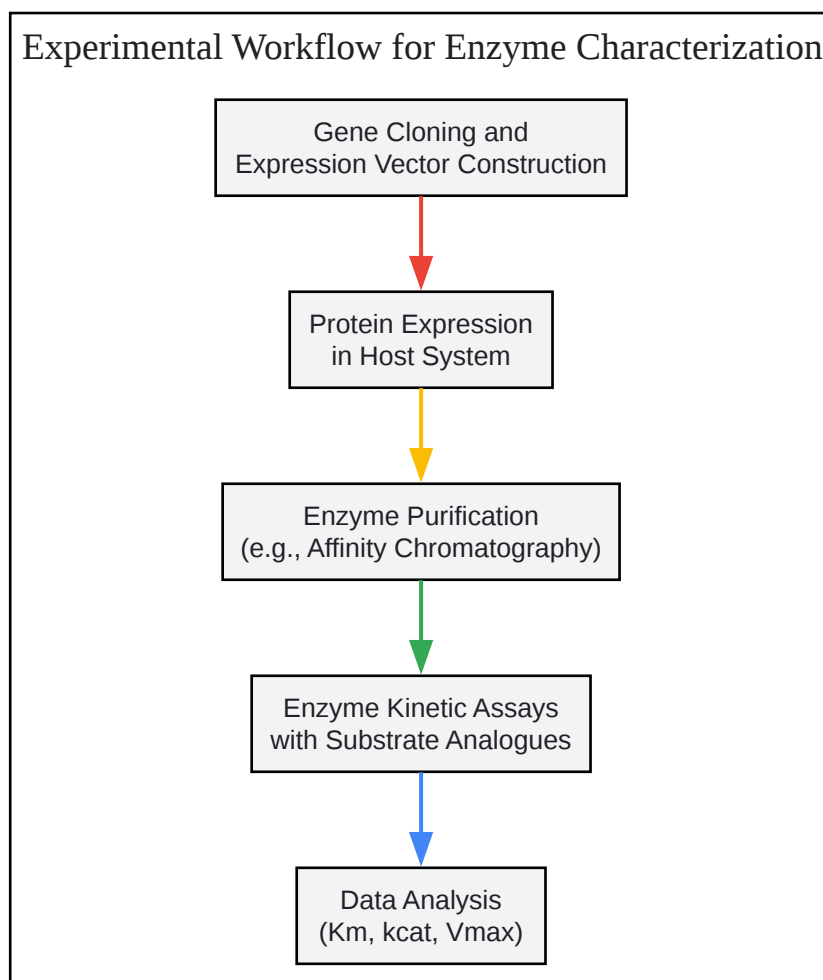 Experimental Workflow for Enzyme Characterization
Gene Cloning and
Expression Vector Construction
Protein Expression
in Host System
Enzyme Purification
(e.g., Affinity Chromatography)
Enzyme Kinetic Assays
with Substrate Analogues
Data Analysis
(Km, kcat, Vmax)